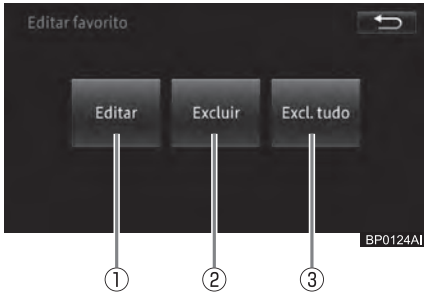 Editar favorito
Editar Excluir Excl. tudo
BP0124AI
① ② ③